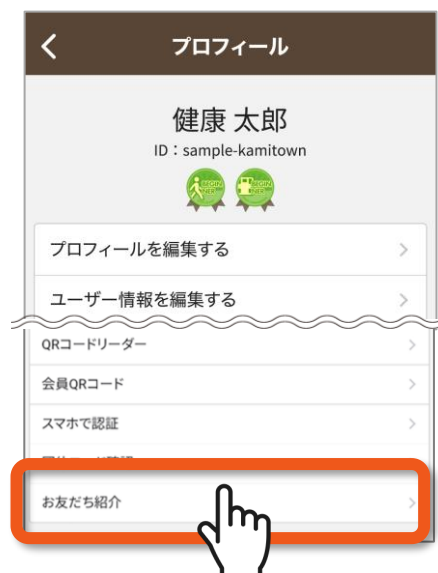 プロフィール
健康 太郎
ID：sample-kamitown
BEGIN
BEGIN
プロフィールを編集する
ユーザー情報を編集する
QRコードリーダー
会員QRコード
スマホで認証
お友だち紹介